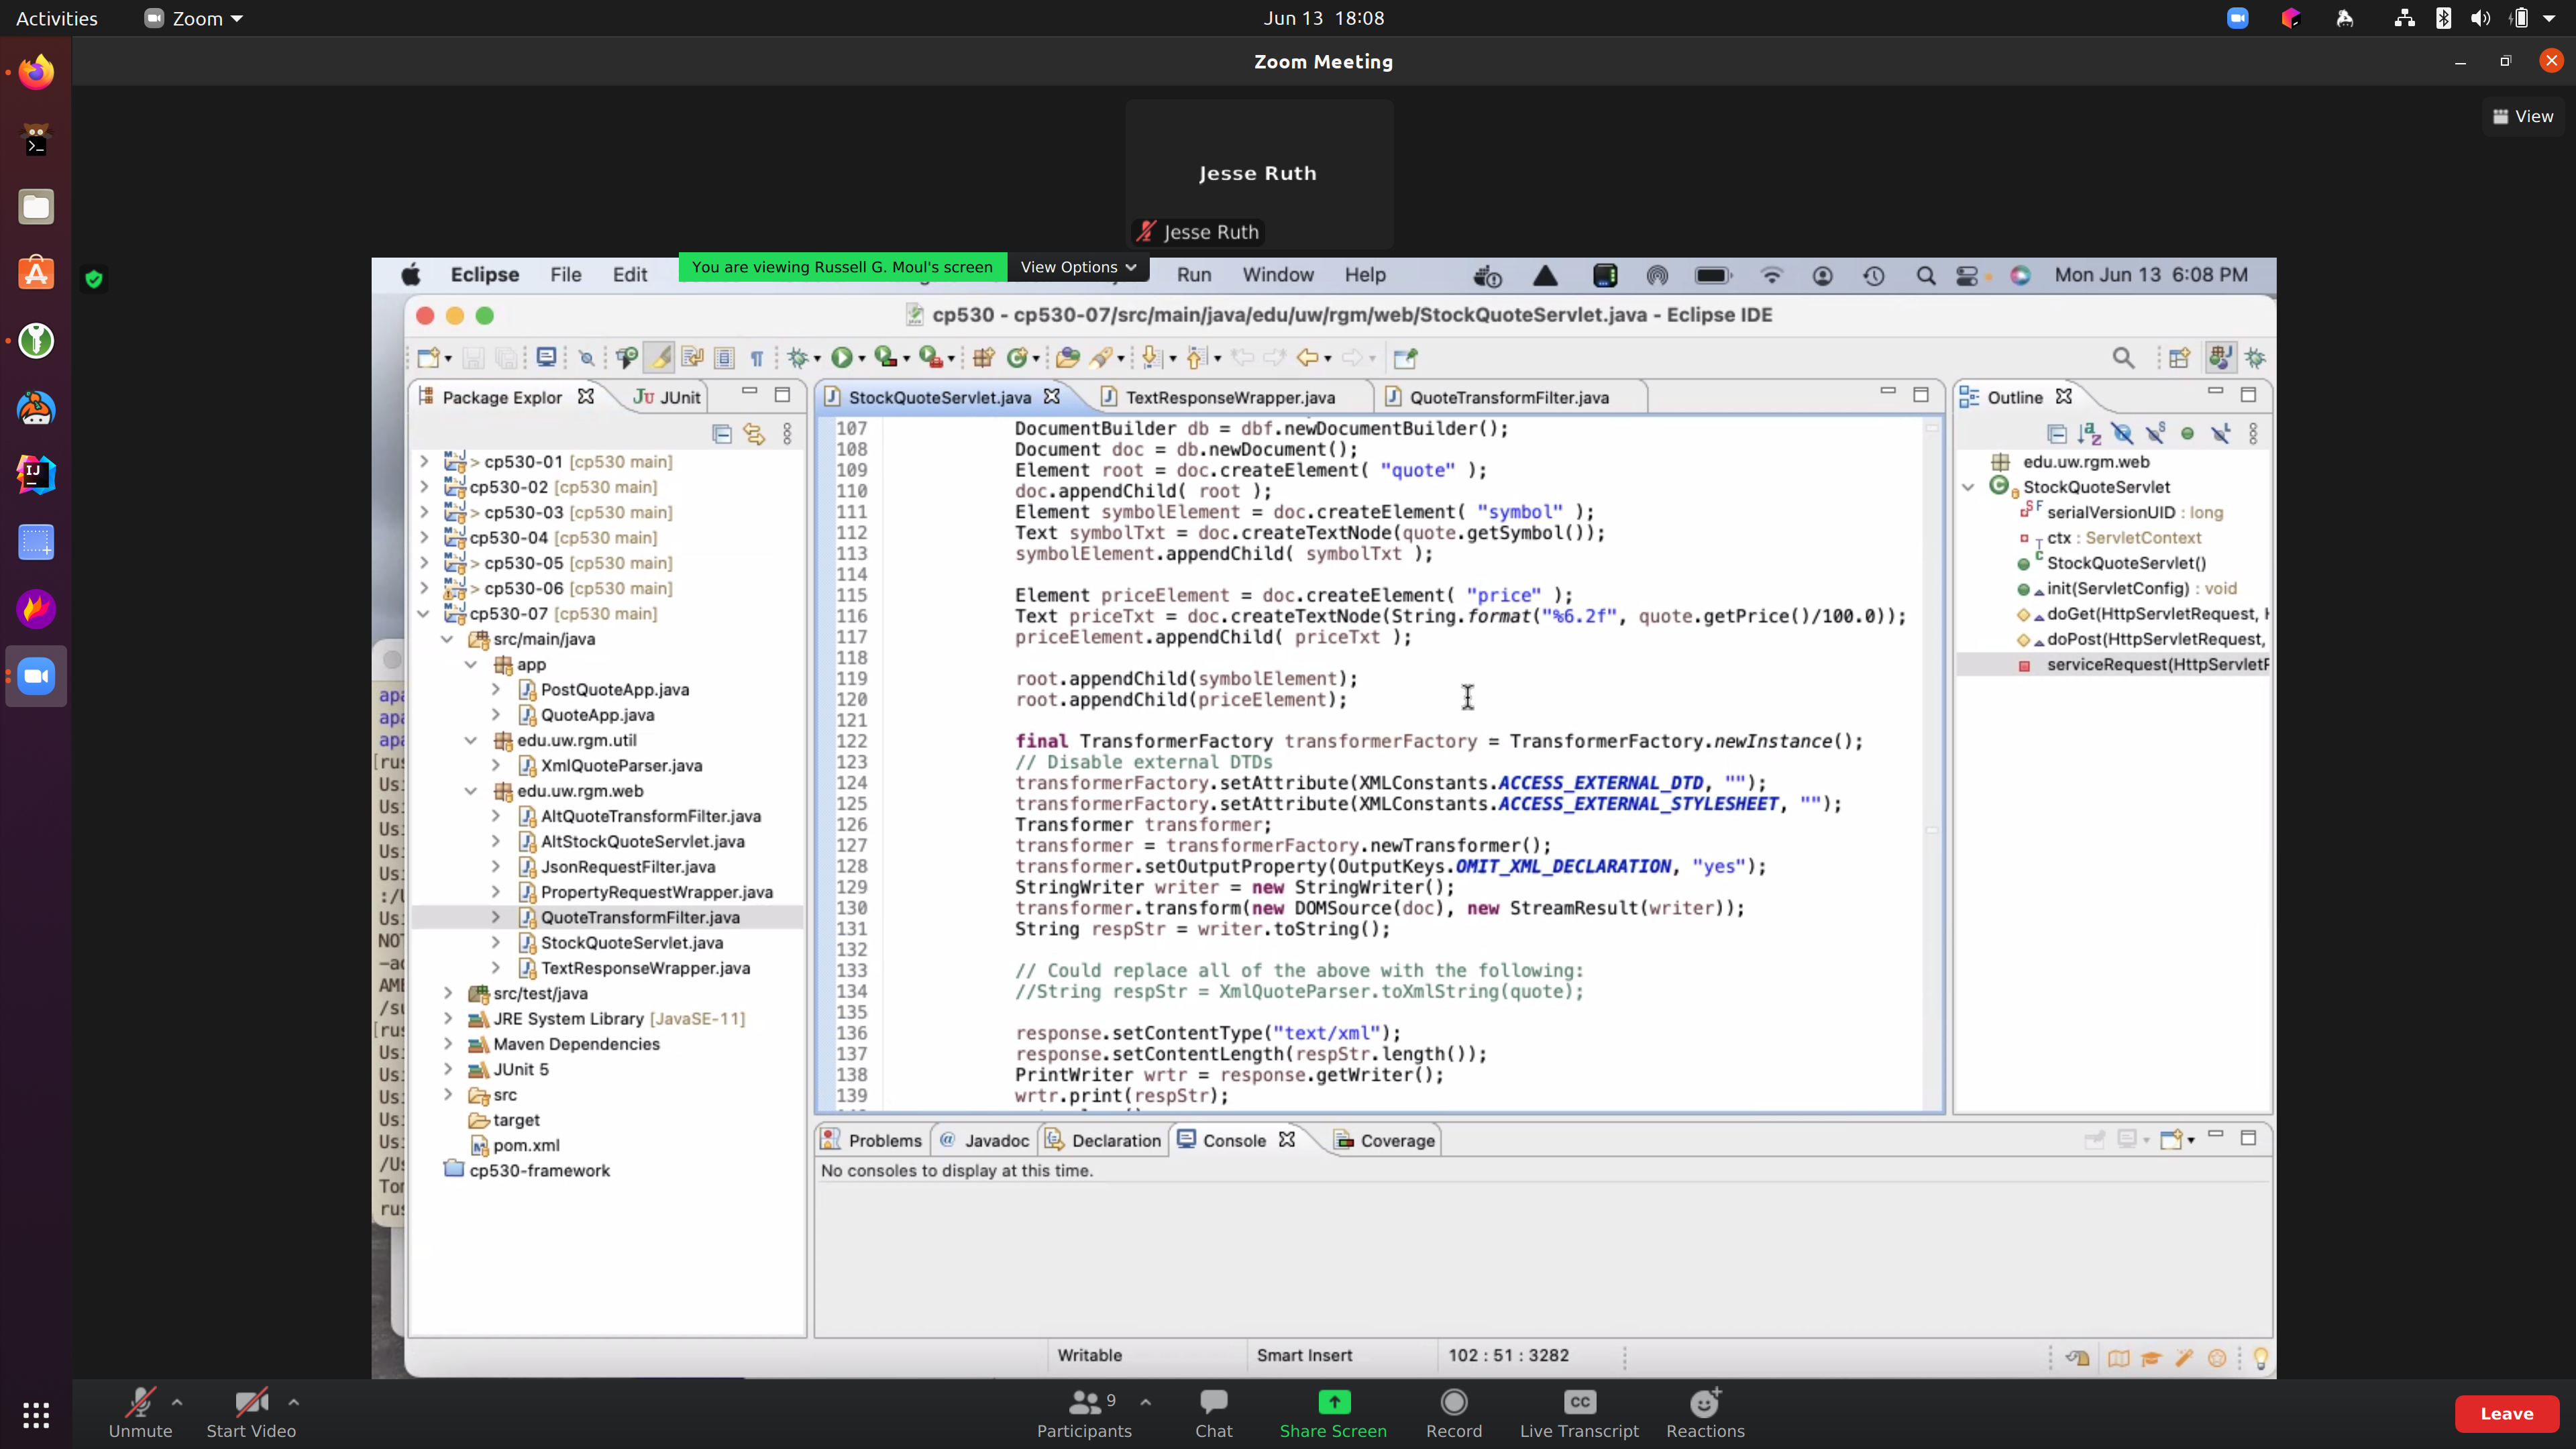 Activities
Zoom
Jun 13 18:08
Zoom Meeting
View
Jesse Ruth
Jesse Ruth
You are viewing Russell G. Moul's screen
View Options
Eclipse File Edit
Run Window Help
Mon Jun 13 6:08 PM
cp530 - cp530-07/src/main/java/edu/uw/rgm/web/StockQuoteServlet.java - Eclipse IDE
Package Explor
JUnit
StockQuoteServlet.java
TextResponseWrapper.java
QuoteTransformFilter.java
Outline
> cp530-01 [cp530 main]
cp530-02 [cp530 main]
> cp530-03 [cp530 main]
cp530-04 [cp530 main]
> cp530-05 [cp530 main]
> cp530-06 [cp530 main]
cp530-07 [cp530 main]
src/main/java
app
PostQuoteApp.java
QuoteApp.java
edu.uw.rgm.util
XmlQuoteParser.java
edu.uw.rgm.web
AltQuoteTransformFilter.java
AltStockQuoteServlet.java
JsonRequestFilter.java
PropertyRequestWrapper.java
QuoteTransformFilter.java
StockQuoteServlet.java
TextResponseWrapper.java
src/test/java
JRE System Library [JavaSE-11]
Maven Dependencies
JUnit 5
src
target
pom.xml
cp530-framework
107 DocumentBuilder db = dbf.newDocumentBuilder();
108 Document doc = db.newDocument();
109 Element root = doc.createElement( "quote" );
110 doc.appendChild( root );
111 Element symbolElement = doc.createElement( "symbol" );
112 Text symbolTxt = doc.createTextNode(quote.getSymbol());
113 symbolElement.appendChild( symbolTxt );
114
115 Element priceElement = doc.createElement( "price" );
116 Text priceTxt = doc.createTextNode(String.format("%6.2f", quote.getPrice()/100.0));
117 priceElement.appendChild( priceTxt );
118
119 root.appendChild(symbolElement);
120 root.appendChild(priceElement);
121
122 final TransformerFactory transformerFactory = TransformerFactory.newInstance();
123 // Disable external DTDs
124 transformerFactory.setAttribute(XMLConstants.ACCESS_EXTERNAL_DTD, "");
125 transformerFactory.setAttribute(XMLConstants.ACCESS_EXTERNAL_STYLESHEET, "");
126 Transformer transformer;
127 transformer = transformerFactory.newTransformer();
128 transformer.setOutputProperty(OutputKeys.OMIT_XML_DECLARATION, "yes");
129 StringWriter writer = new StringWriter();
130 transformer.transform(new DOMSource(doc), new StreamResult(writer));
131 String respStr = writer.toString();
132
133 // Could replace all of the above with the following:
134 //String respStr = XmlQuoteParser.toXmlString(quote);
135
136 response.setContentType("text/xml");
137 response.setContentLength(respStr.length());
138 PrintWriter wrtr = response.getWriter();
139 wrtr.print(respStr);
edu.uw.rgm.web
StockQuoteServlet
serialVersionUID : long
ctx : ServletContext
StockQuoteServlet()
init(ServletConfig) : void
doGet(HttpServletRequest, H
doPost(HttpServletRequest,
serviceRequest(HttpServletR
Problems
Javadoc
Declaration
Console
Coverage
No consoles to display at this time.
Writable
Smart Insert
102 : 51 : 3282
Unmute
Start Video
9
Participants
Chat
Share Screen
Record
CC
Live Transcript
Reactions
Leave